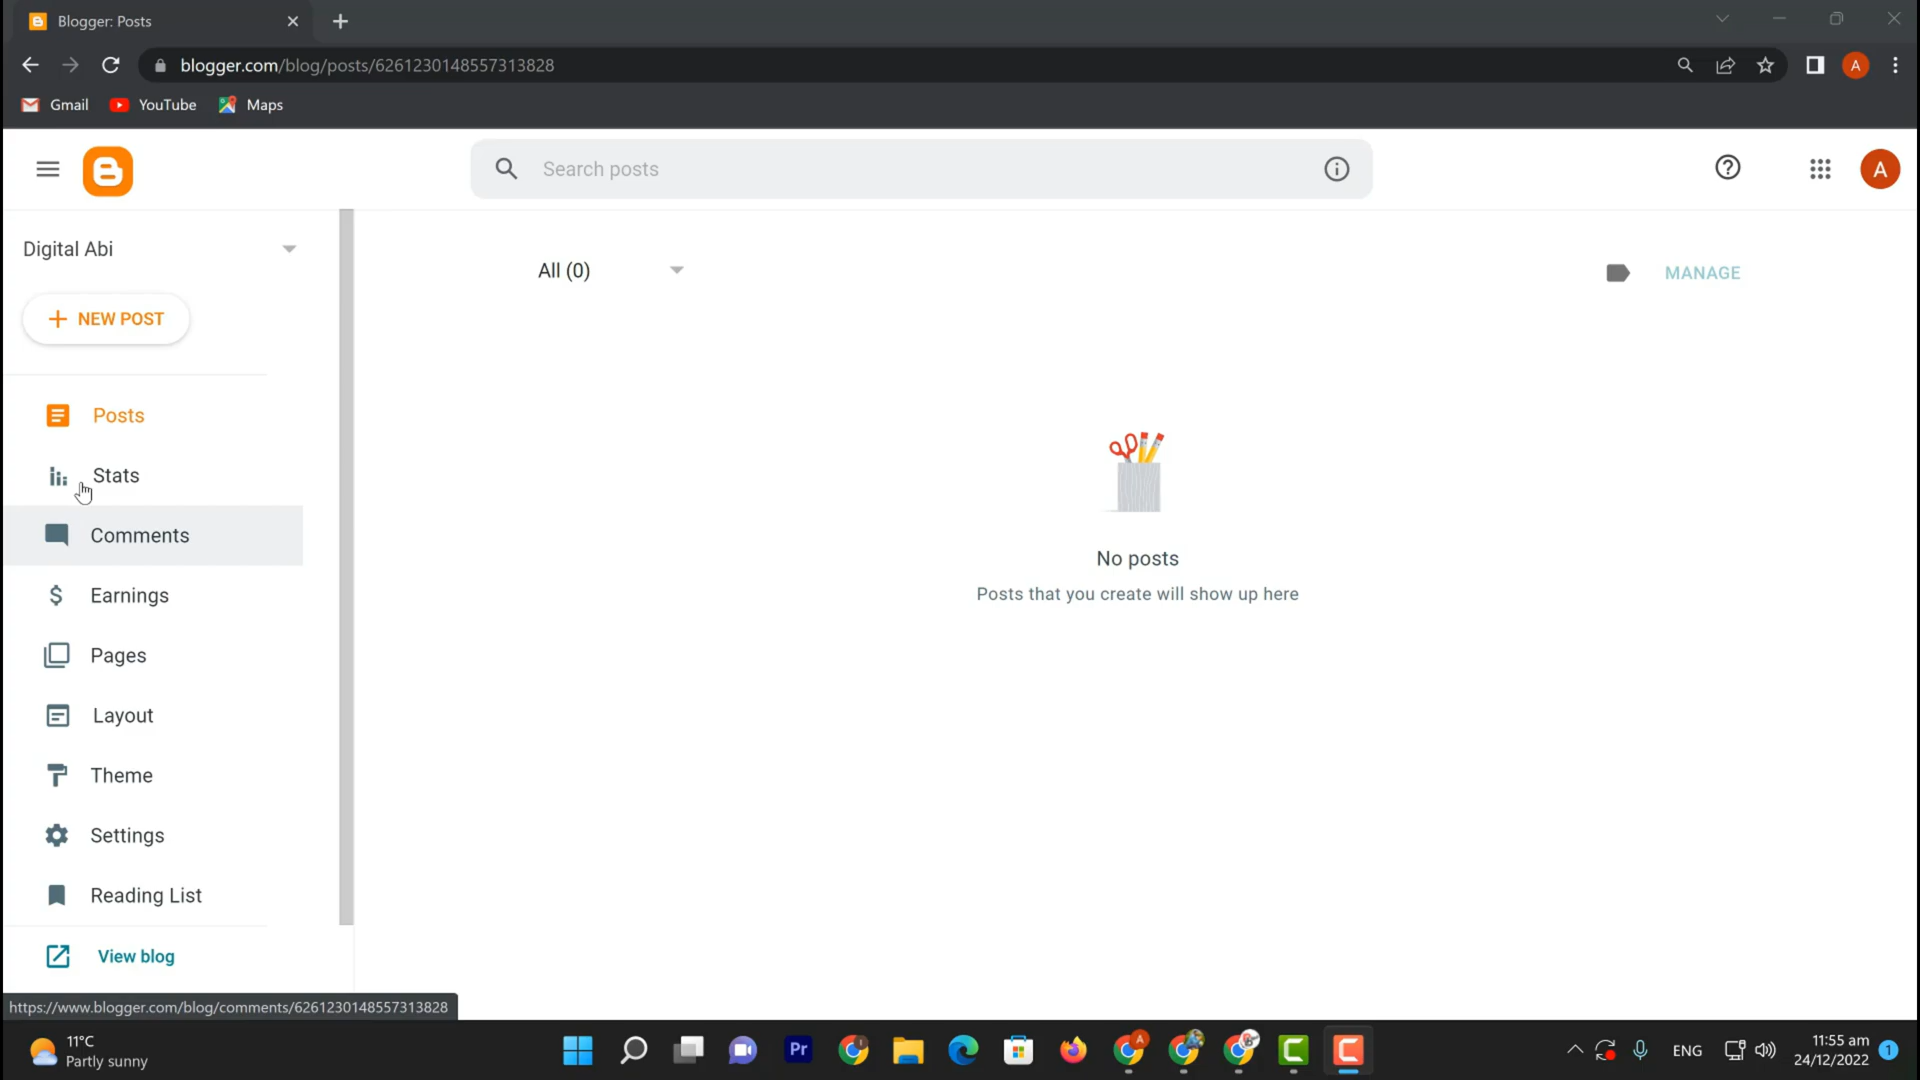 Blogger: Posts
blogger.com/blog/posts/6261230148557313828
A
Gmail
YouTube
Maps
Search posts
A
Digital Abi
All (0)
MANAGE
NEW POST
Posts
Stats
Comments
Earnings
Pages
Layout
Theme
Settings
Reading List
View blog
No posts
Posts that you create will show up here
https://www.blogger.com/blog/comments/6261230148557313828
11°C
Partly sunny
Pr
A
ENG
11:55 am
24/12/2022
1